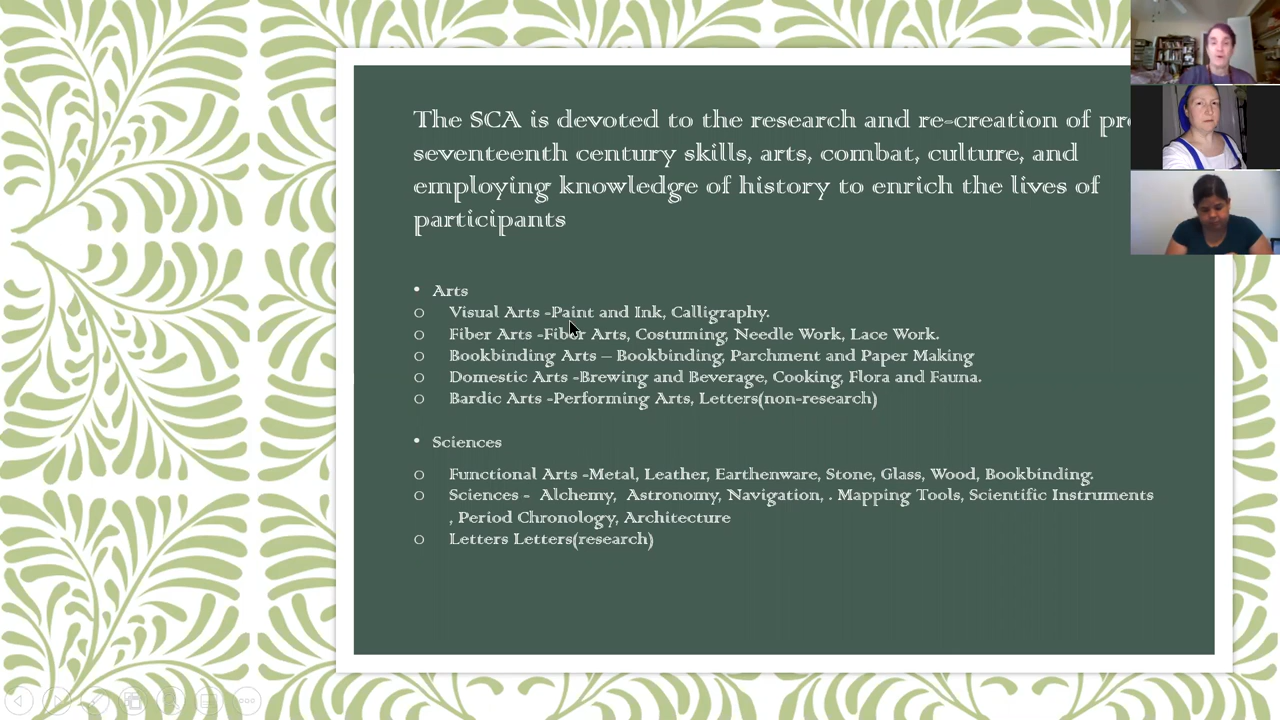 The SCA is devoted to the research and re-creation of
seventeenth century skills, arts, combat, culture, and
employing knowledge of history to enrich the lives of
participants
• Arts
o Visual Arts -Paint and Ink, Calligraphy.
o Fiber Arts -Fiber Arts, Costuming, Needle Work, Lace Work.
o Bookbinding Arts – Bookbinding, Parchment and Paper Making
o Domestic Arts -Brewing and Beverage, Cooking, Flora and Fauna.
o Bardic Arts -Performing Arts, Letters(non-research)
• Sciences
o Functional Arts -Metal, Leather, Earthenware, Stone, Glass, Wood, Bookbinding.
o Sciences - Alchemy, Astronomy, Navigation, . Mapping Tools, Scientific Instruments
, Period Chronology, Architecture
o Letters Letters(research)